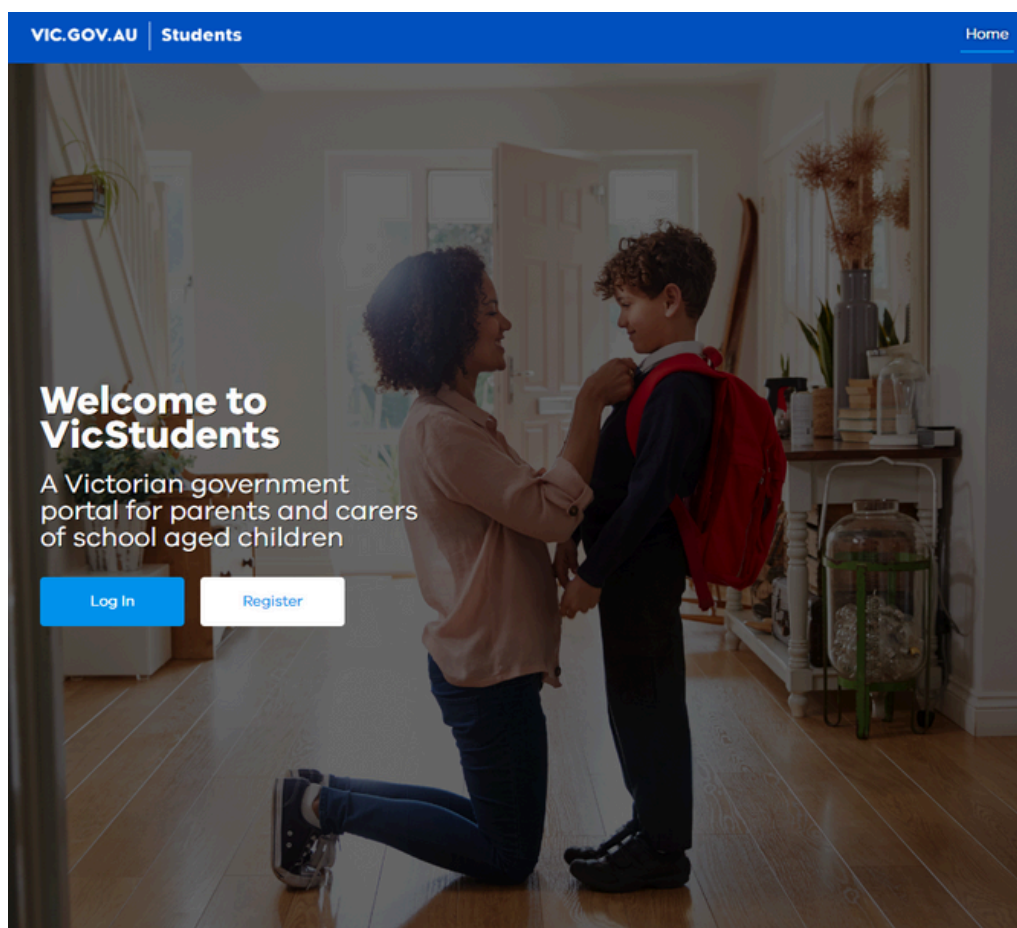 VIC.GOV.AU | Students
Home
Welcome to
VicStudents
A Victorian government
portal for parents and carers
of school aged children
Log In
Register